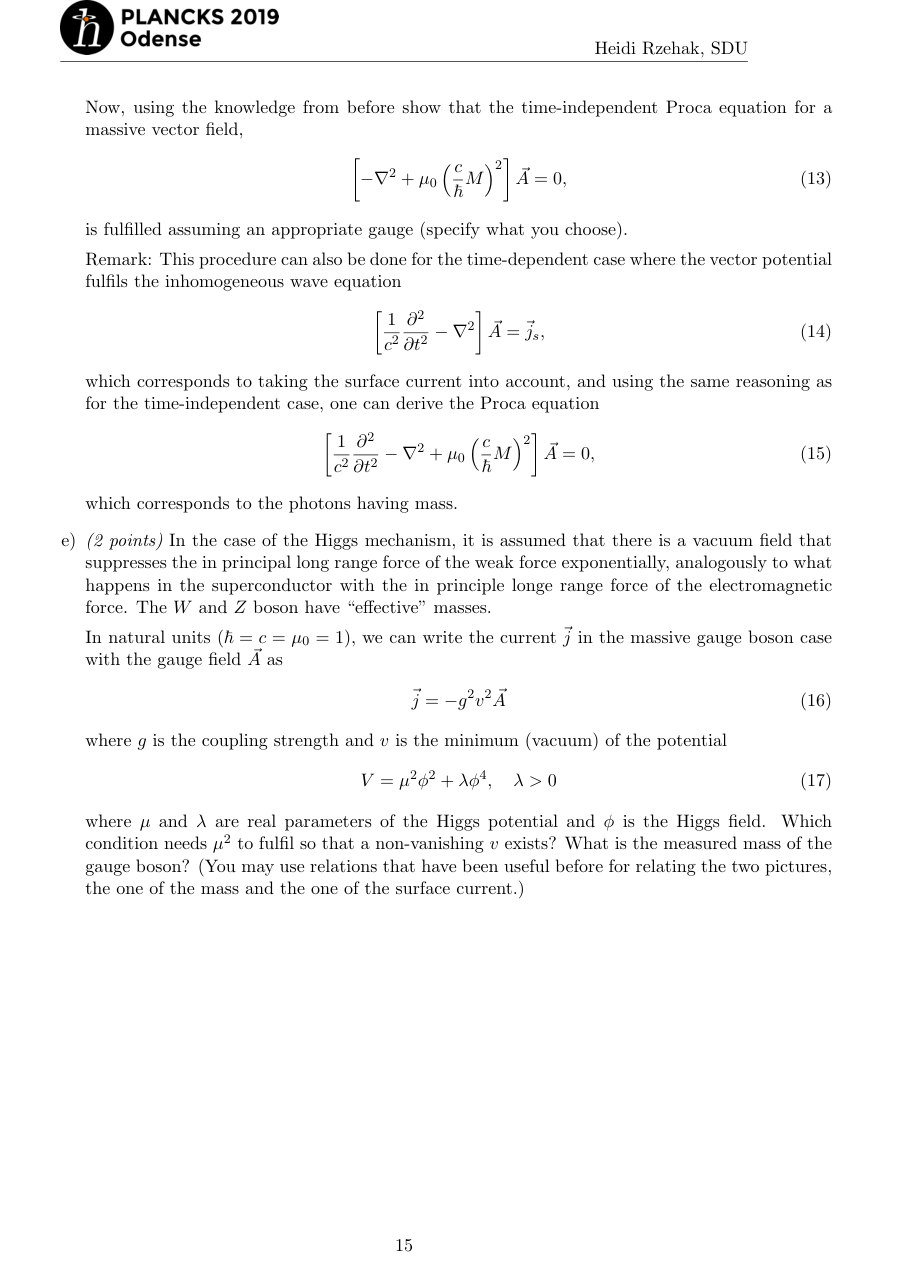 PLANCKS 2019
Odense
Heidi Rzehak, SDU
Now, using the knowledge from before show that the time-independent Proca equation for a
massive vector field,
[−∇² + μ₀ (c/ħ M)²] A⃗ = 0, (13)
is fulfilled assuming an appropriate gauge (specify what you choose).
Remark: This procedure can also be done for the time-dependent case where the vector potential
fulfils the inhomogeneous wave equation
[1/c² ∂²/∂t² − ∇²] A⃗ = j⃗ₛ, (14)
which corresponds to taking the surface current into account, and using the same reasoning as
for the time-independent case, one can derive the Proca equation
[1/c² ∂²/∂t² − ∇² + μ₀ (c/ħ M)²] A⃗ = 0, (15)
which corresponds to the photons having mass.
e) (2 points) In the case of the Higgs mechanism, it is assumed that there is a vacuum field that
suppresses the in principal long range force of the weak force exponentially, analogously to what
happens in the superconductor with the in principle longe range force of the electromagnetic
force. The W and Z boson have “effective” masses.
In natural units (ħ = c = μ₀ = 1), we can write the current j⃗ in the massive gauge boson case
with the gauge field A⃗ as
j⃗ = −g²v²A⃗ (16)
where g is the coupling strength and v is the minimum (vacuum) of the potential
V = μ²φ² + λφ⁴, λ > 0 (17)
where μ and λ are real parameters of the Higgs potential and φ is the Higgs field. Which
condition needs μ² to fulfil so that a non-vanishing v exists? What is the measured mass of the
gauge boson? (You may use relations that have been useful before for relating the two pictures,
the one of the mass and the one of the surface current.)
15